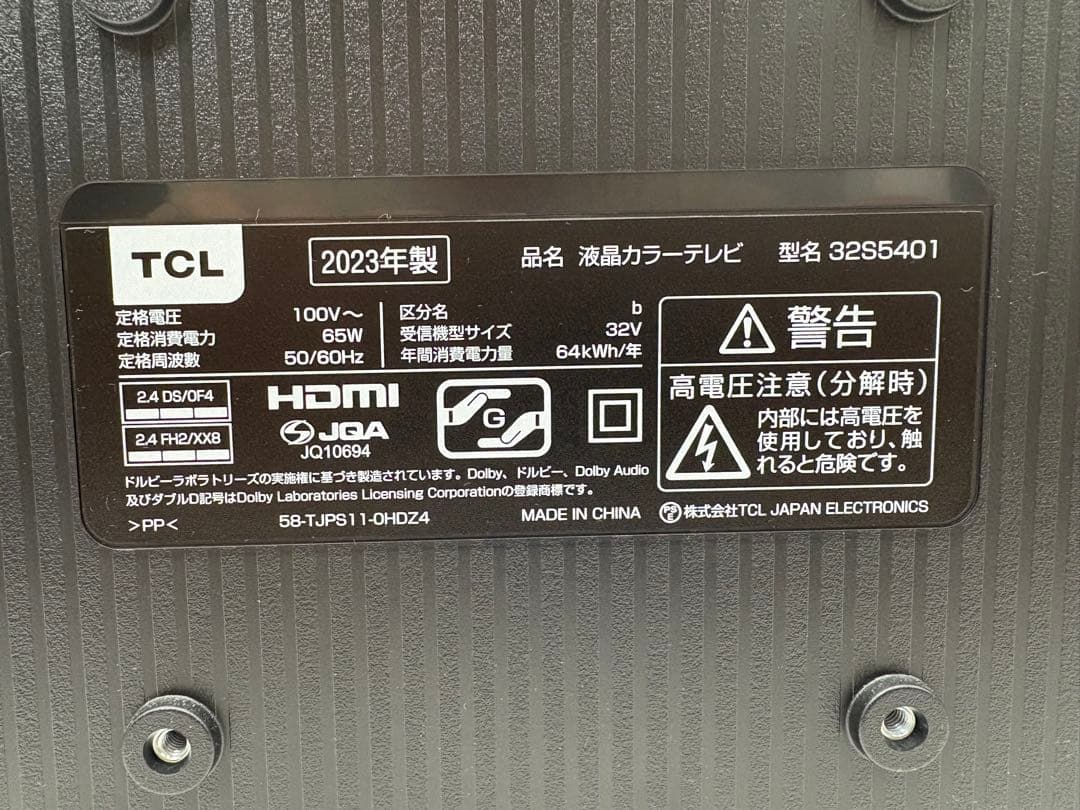 TCL
2023年製
品名 液晶カラーテレビ 型名 32S5401
定格電圧 100V～
定格消費電力 65W
定格周波数 50/60Hz
区分名 b
受信機型サイズ 32V
年間消費電力量 64kWh/年
2.4 DS/0F4
2.4 FH2/XX8
HDMI
JQA
JQ10694
G
警告
高電圧注意（分解時）
内部には高電圧を
使用しており、触
れると危険です。
ドルビーラボラトリーズの実施権に基づき製造されています。Dolby、ドルビー、Dolby Audio
及びダブルD記号はDolby Laboratories Licensing Corporationの登録商標です。
>PP<
58-TJPS11-0HDZ4
MADE IN CHINA
PSE 株式会社TCL JAPAN ELECTRONICS